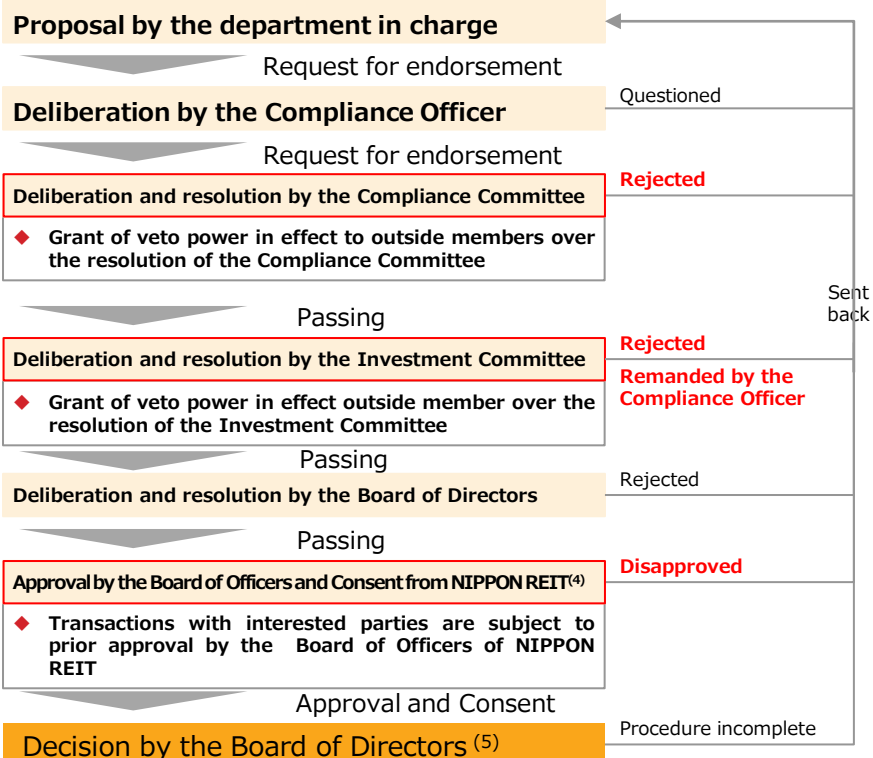 Proposal by the department in charge
Request for endorsement
Deliberation by the Compliance Officer
Questioned
Request for endorsement
Deliberation and resolution by the Compliance Committee
Rejected
◆ Grant of veto power in effect to outside members over
the resolution of the Compliance Committee
Sent
back
Passing
Deliberation and resolution by the Investment Committee
Rejected
Remanded by the
Compliance Officer
◆ Grant of veto power in effect outside member over the
resolution of the Investment Committee
Passing
Deliberation and resolution by the Board of Directors
Rejected
Passing
Approval by the Board of Officers and Consent from NIPPON REIT(4)
Disapproved
◆ Transactions with interested parties are subject to
prior approval by the Board of Officers of NIPPON
REIT
Approval and Consent
Decision by the Board of Directors (5)
Procedure incomplete